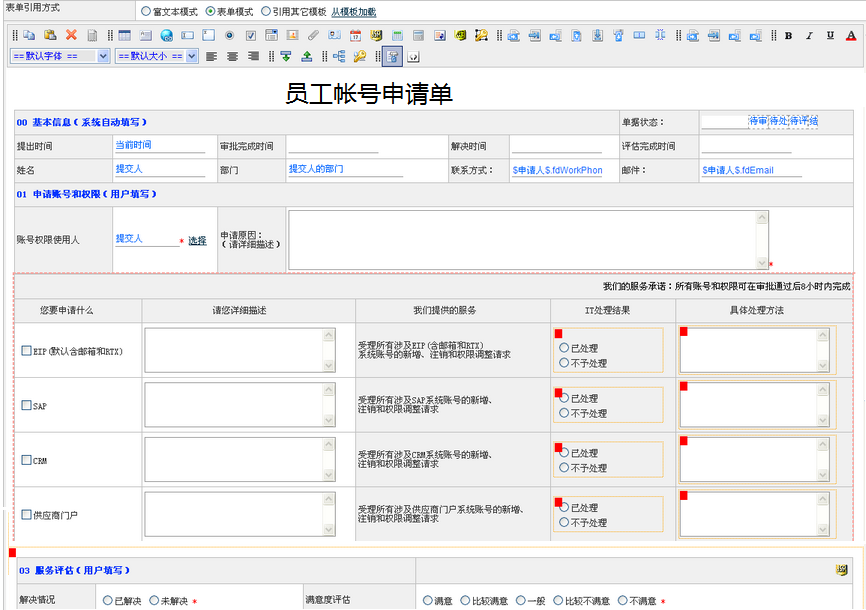 表单引用方式 富文本模式 表单模式 引用其它模板 从模板加载
==默认字体== ==默认大小== B I U A
员工帐号申请单
00 基本信息(系统自动填写) 单据状态: 待审 待处 待评 结
提出时间 当前时间 审批完成时间 解决时间 评估完成时间
姓名 提交人 部门 提交人的部门 联系方式: $申请人$.fdWorkPhon 邮件: $申请人$.fdEmail
01 申请账号和权限(用户填写)
账号权限使用人 提交人 * 选择 申请原因:
(请详细描述) *
我们的服务承诺:所有账号和权限可在审批通过后8小时内完成
您要申请什么 请您详细描述 我们提供的服务 IT处理结果 具体处理方法
EIP(默认含邮箱和RTX) 受理所有涉及EIP(含邮箱和RTX)
系统账号的新增、注销和权限调整请求 已处理
不予处理
SAP 受理所有涉及SAP系统账号的新增、
注销和权限调整请求 已处理
不予处理
CRM 受理所有涉及CRM系统账号的新增、
注销和权限调整请求 已处理
不予处理
供应商门户 受理所有涉及供应商门户系统账号的新增、
注销和权限调整请求 已处理
不予处理
03 服务评估(用户填写)
解决情况 已解决 未解决 * 满意度评估 满意 比较满意 一般 比较不满意 不满意 *